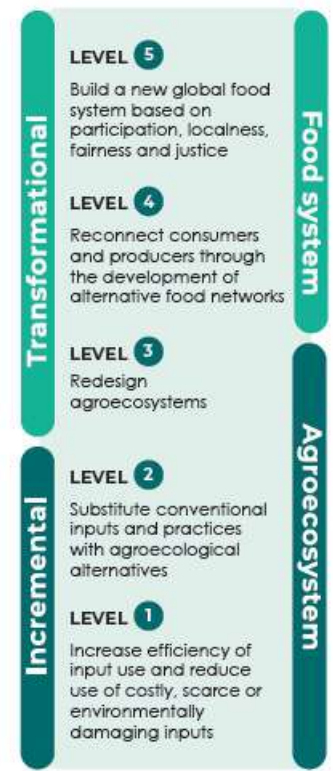 Transformational
Incremental
LEVEL 5
Build a new global food
system based on
participation, localness,
fairness and justice
LEVEL 4
Reconnect consumers
and producers through
the development of
alternative food networks
LEVEL 3
Redesign
agroecosystems
LEVEL 2
Substitute conventional
inputs and practices
with agroecological
alternatives
LEVEL 1
Increase efficiency of
input use and reduce
use of costly, scarce or
environmentally
damaging inputs
Food system
Agroecosystem